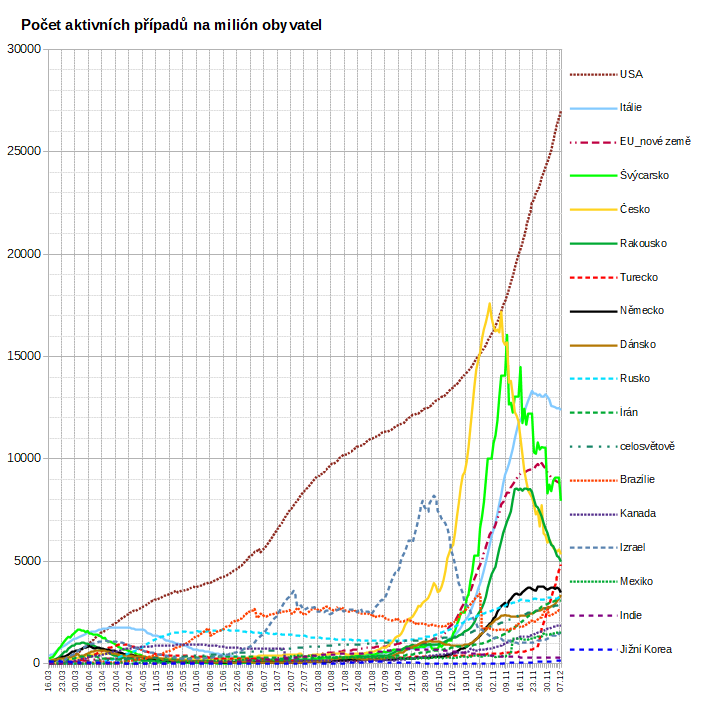 Počet aktivních případů na milión obyvatel
30000
25000
20000
15000
10000
5000
0
USA
Itálie
EU_nové země
Švýcarsko
Česko
Rakousko
Turecko
Německo
Dánsko
Rusko
Írán
celosvětově
Brazílie
Kanada
Izrael
Mexiko
Indie
Jižní Korea
16.03
23.03
30.03
06.04
13.04
20.04
27.04
04.05
11.05
18.05
25.05
01.06
08.06
15.06
22.06
29.06
06.07
13.07
20.07
27.07
03.08
10.08
17.08
24.08
31.08
07.09
14.09
21.09
28.09
05.10
12.10
19.10
26.10
02.11
09.11
16.11
23.11
30.11
07.12